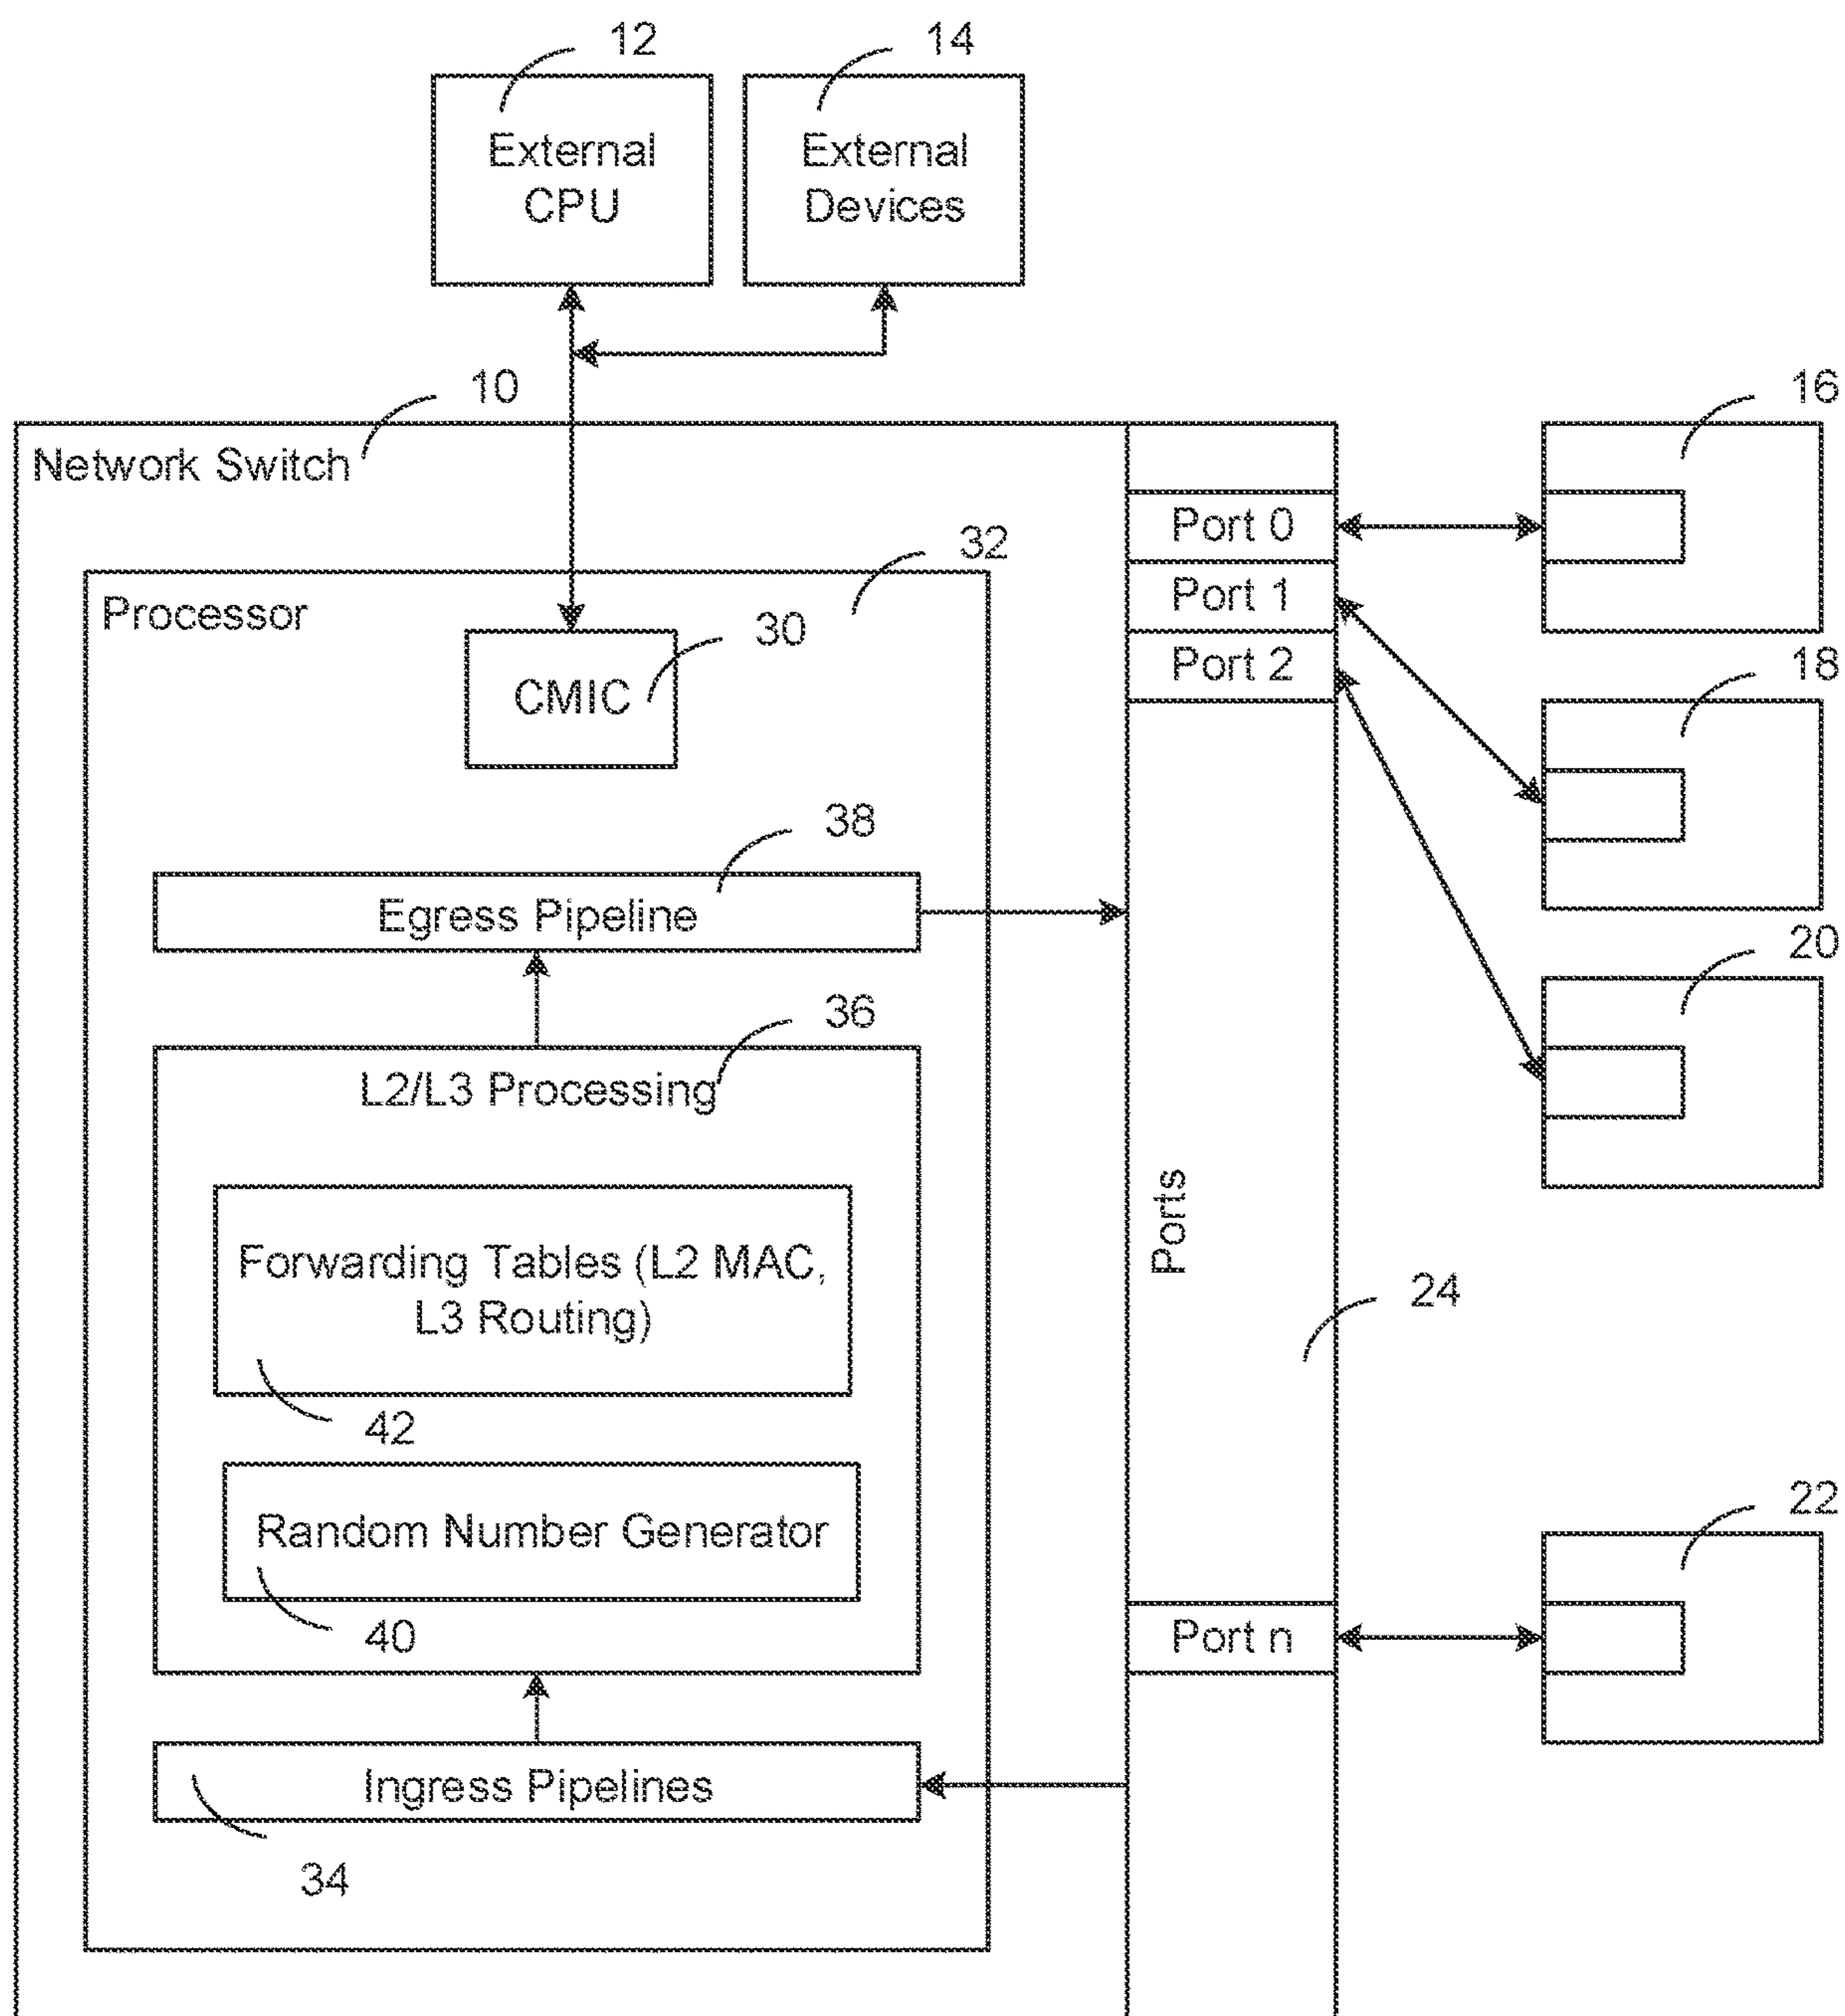 12
14
External
CPU
External
Devices
10
16
Network Switch
Port 0
32
Port 1
Processor
30
Port 2
18
CMIC
38
Egress Pipeline
20
36
L2/L3 Processing
Ports
Forwarding Tables (L2 MAC,
L3 Routing)
24
42
22
Random Number Generator
40
Port n
Ingress Pipelines
34